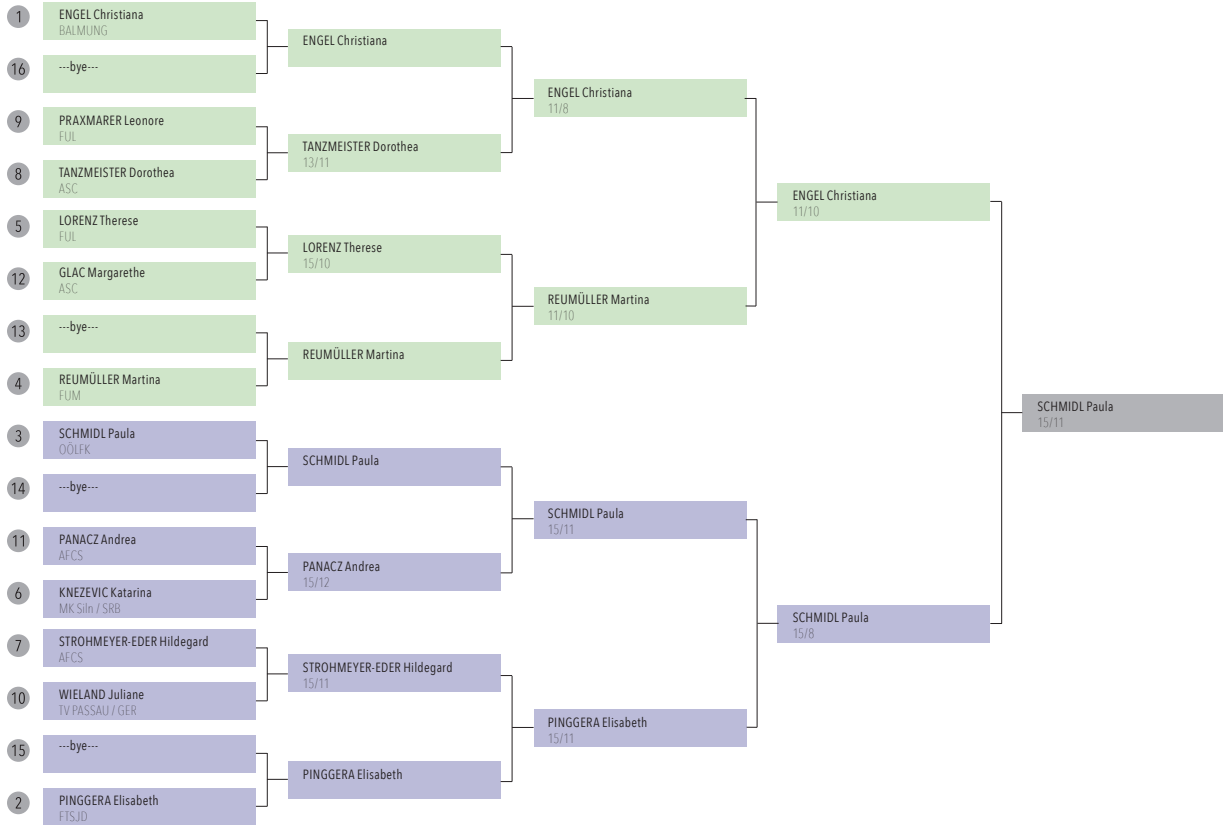 1
ENGEL Christiana
BALMUNG
16
---bye---
9
PRAXMARER Leonore
FUL
8
TANZMEISTER Dorothea
ASC
5
LORENZ Therese
FUL
12
GLAC Margarethe
ASC
13
---bye---
4
REUMÜLLER Martina
FUM
3
SCHMIDL Paula
OÖLFK
14
---bye---
11
PANACZ Andrea
AFCS
6
KNEZEVIC Katarina
MK Siln / SRB
7
STROHMEYER-EDER Hildegard
AFCS
10
WIELAND Juliane
TV PASSAU / GER
15
---bye---
2
PINGGERA Elisabeth
FTSJD
ENGEL Christiana
TANZMEISTER Dorothea
13/11
LORENZ Therese
15/10
REUMÜLLER Martina
SCHMIDL Paula
PANACZ Andrea
15/12
STROHMEYER-EDER Hildegard
15/11
PINGGERA Elisabeth
ENGEL Christiana
11/8
REUMÜLLER Martina
11/10
SCHMIDL Paula
15/11
PINGGERA Elisabeth
15/11
ENGEL Christiana
11/10
SCHMIDL Paula
15/8
SCHMIDL Paula
15/11